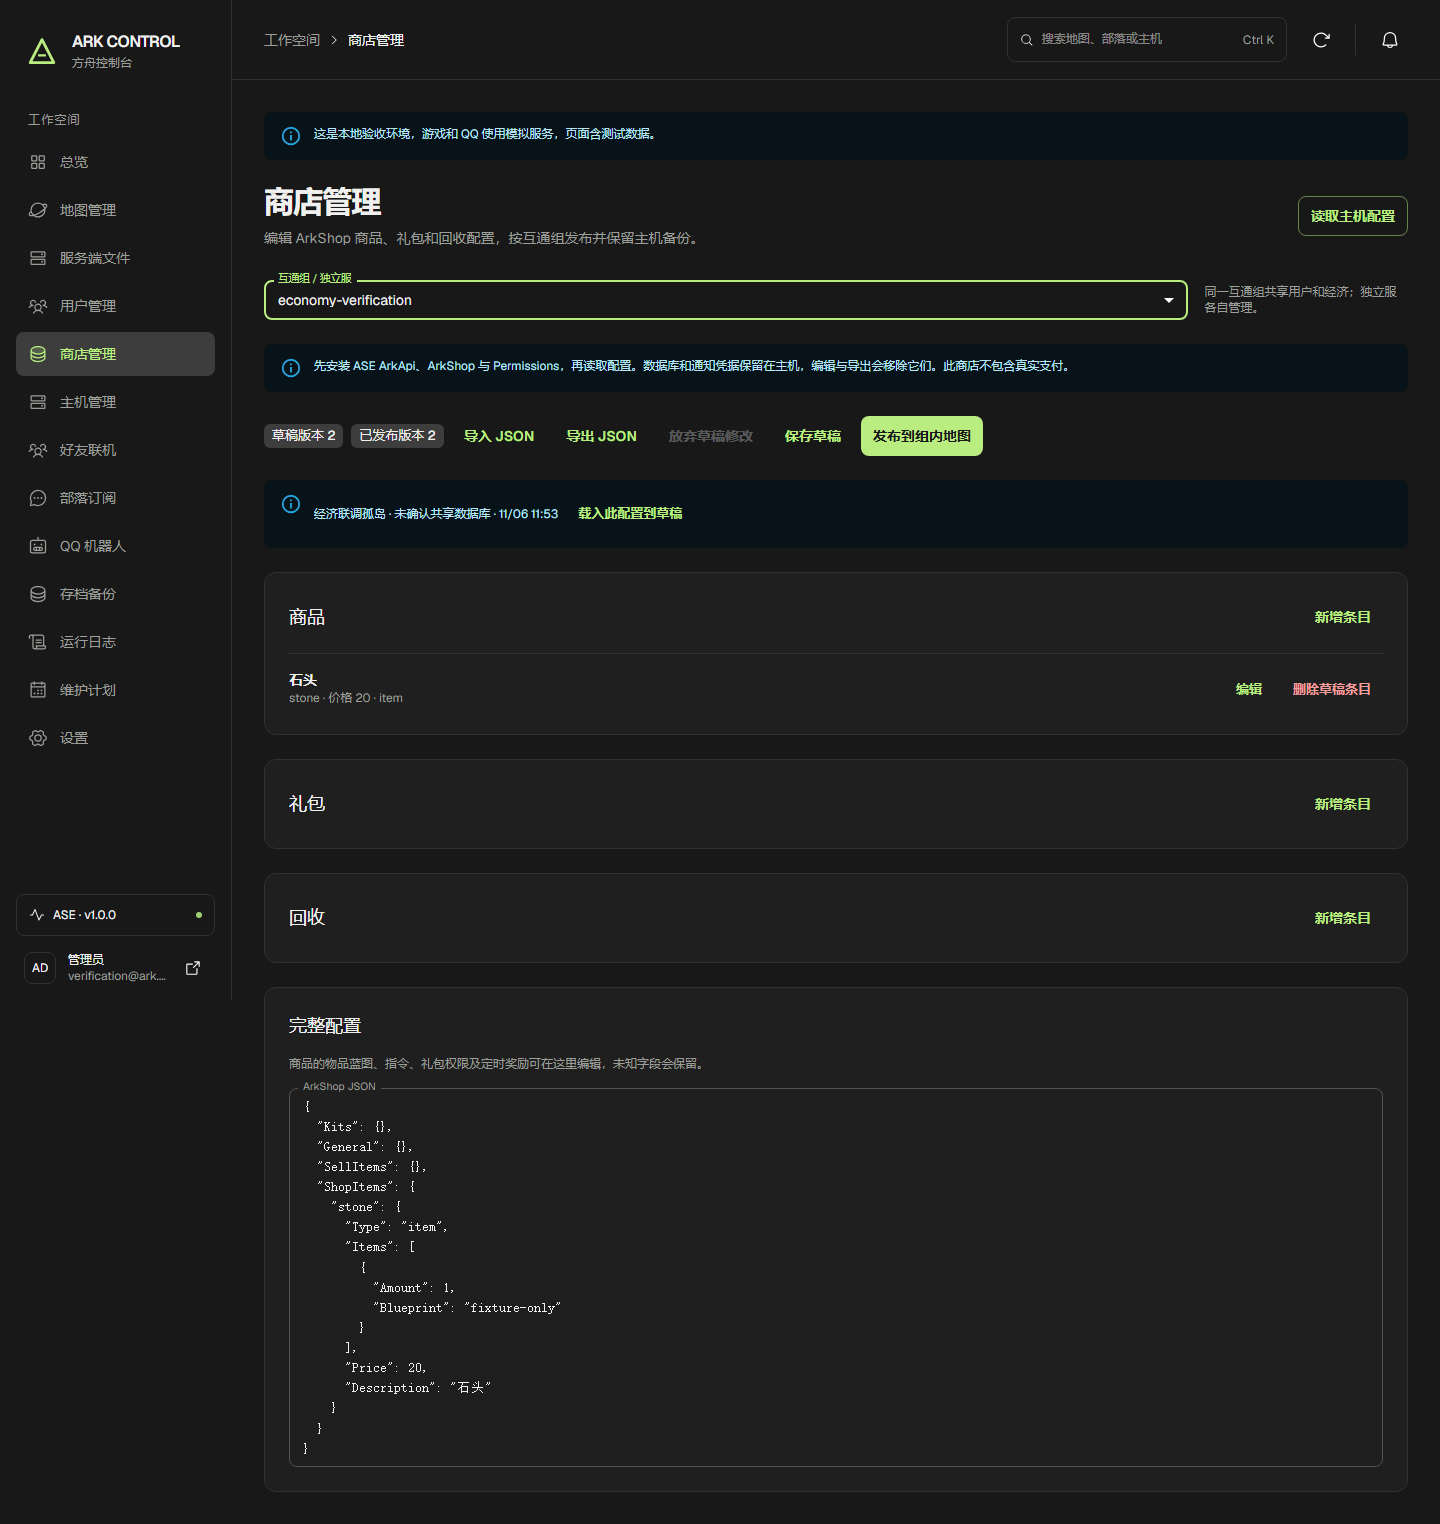 ARK CONTROL
方舟控制台
工作空间
总览
地图管理
服务端文件
用户管理
商店管理
主机管理
好友联机
部落订阅
QQ 机器人
存档备份
运行日志
维护计划
设置
ASE · v1.0.0
AD
管理员
verification@ark....
工作空间 > 商店管理
搜索地图、部落或主机 Ctrl K
这是本地验收环境，游戏和 QQ 使用模拟服务，页面含测试数据。
商店管理
编辑 ArkShop 商品、礼包和回收配置，按互通组发布并保留主机备份。
读取主机配置
互通组 / 独立服
economy-verification
同一互通组共享用户和经济；独立服
各自管理。
先安装 ASE ArkApi、ArkShop 与 Permissions，再读取配置。数据库和通知凭据保留在主机，编辑与导出会移除它们。此商店不包含真实支付。
草稿版本 2 已发布版本 2 导入 JSON 导出 JSON 放弃草稿修改 保存草稿 发布到组内地图
经济联调孤岛 · 未确认共享数据库 · 11/06 11:53 载入此配置到草稿
商品 新增条目
石头
stone · 价格 20 · item
编辑 删除草稿条目
礼包 新增条目
回收 新增条目
完整配置
商品的物品蓝图、指令、礼包权限及定时奖励可在这里编辑，未知字段会保留。
ArkShop JSON
{
"Kits": {},
"General": {},
"SellItems": {},
"ShopItems": {
"stone": {
"Type": "item",
"Items": [
{
"Amount": 1,
"Blueprint": "fixture-only"
}
],
"Price": 20,
"Description": "石头"
}
}
}